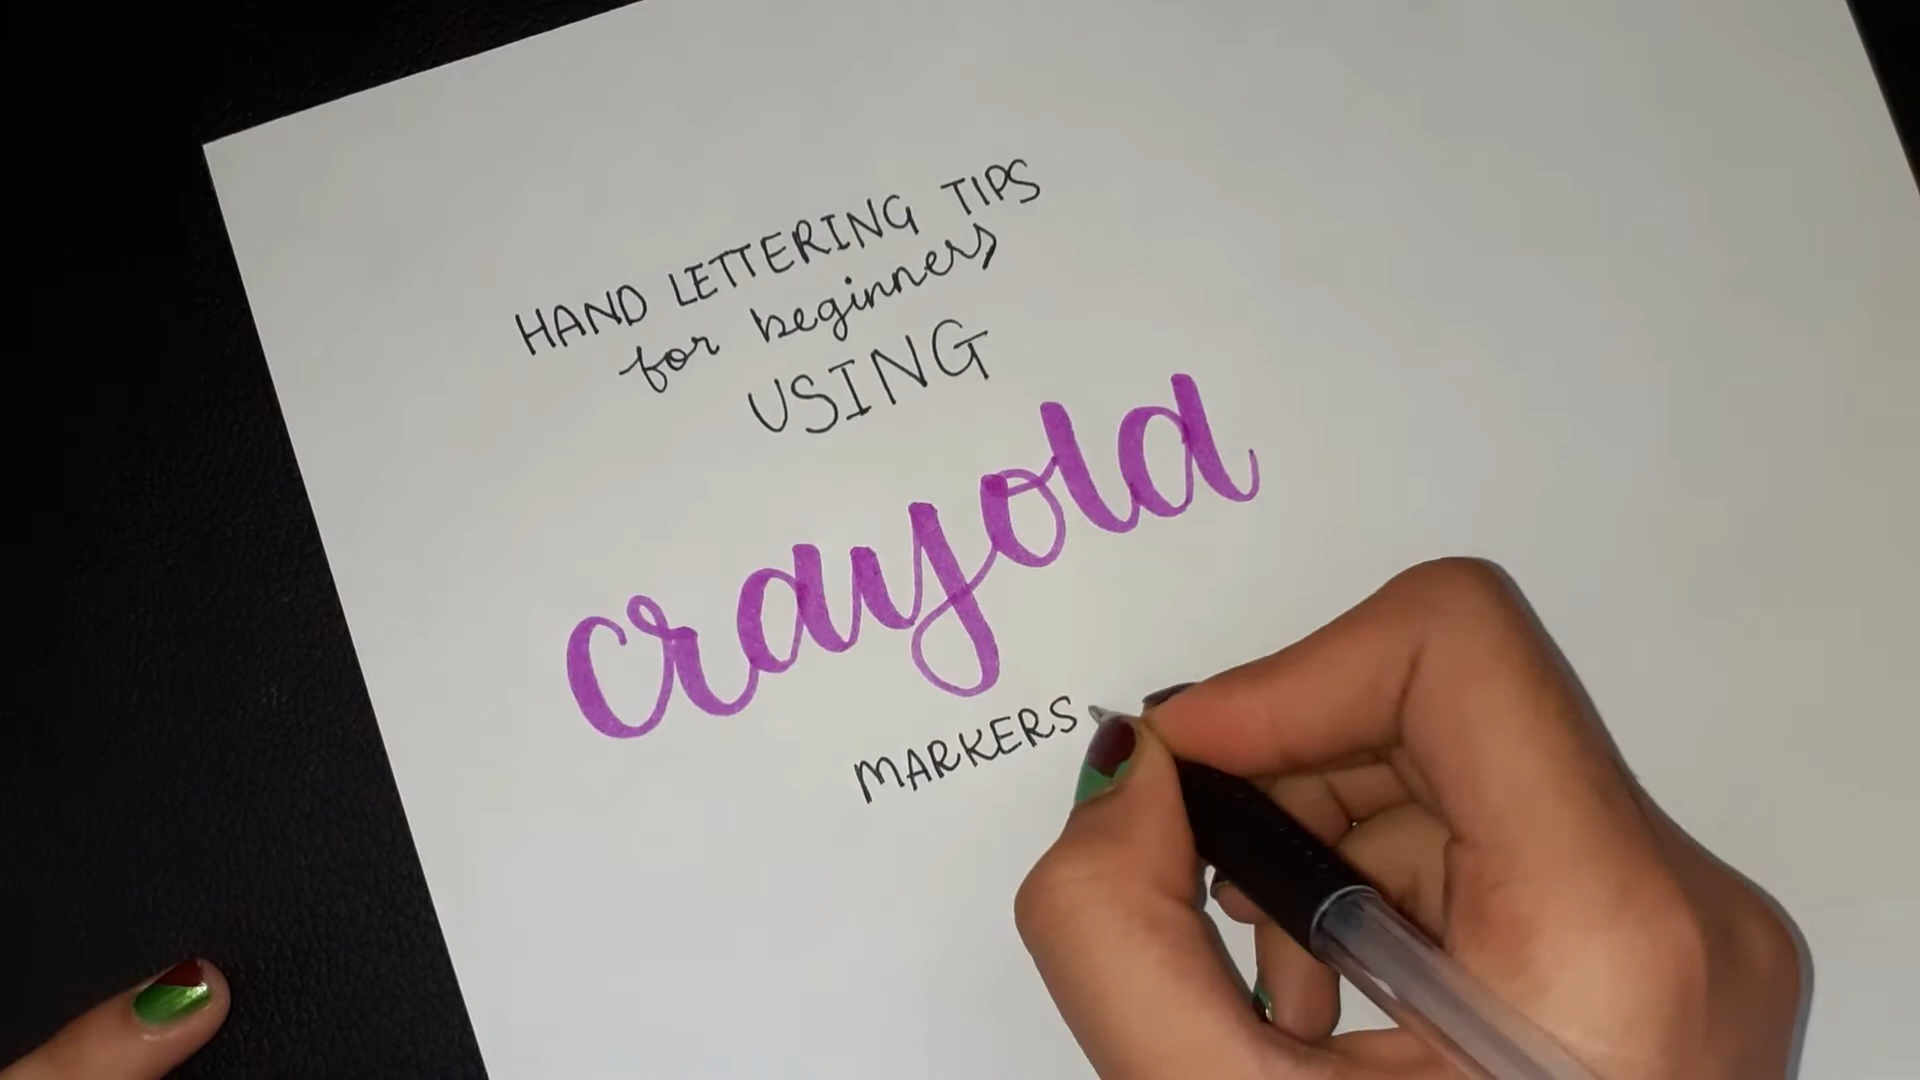 HAND LETTERING TIPS
for beginners
USING
crayola
MARKERS